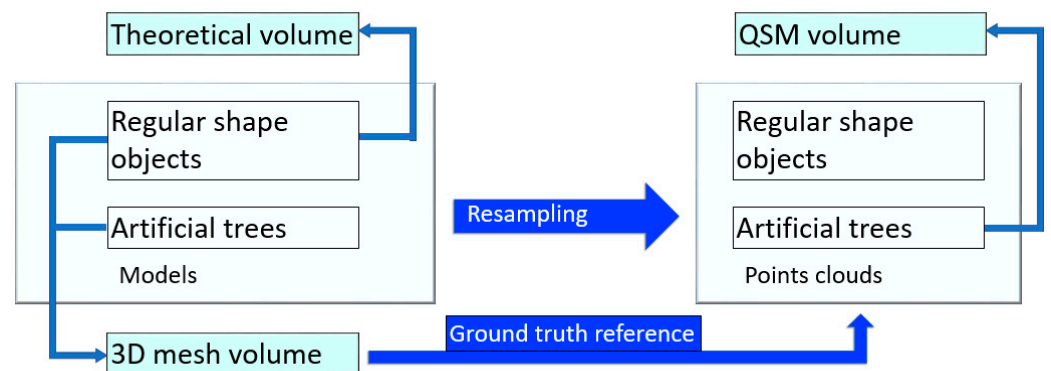 Theoretical volume
QSM volume
Regular shape
objects
Regular shape
objects
Resampling
Artificial trees
Artificial trees
Models
Points clouds
Ground truth reference
3D mesh volume